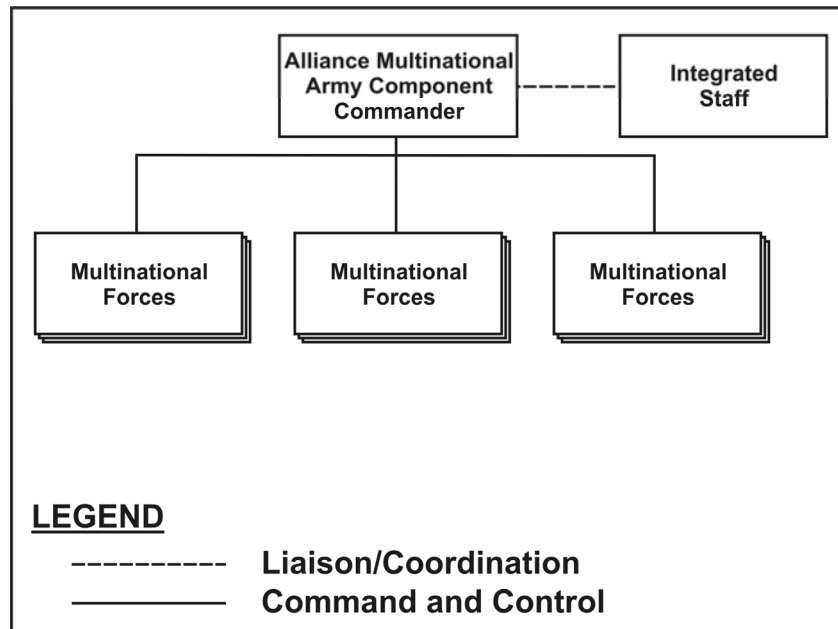 Alliance Multinational
Army Component
Commander
Integrated
Staff
Multinational
Forces
Multinational
Forces
Multinational
Forces
LEGEND
Liaison/Coordination
Command and Control